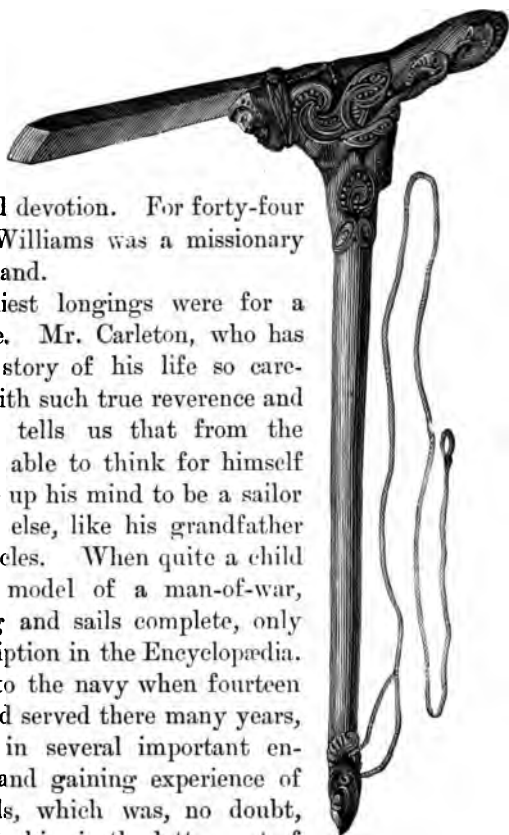 l devotion. For forty-four
Williams was a missionary
and.
iest longings were for a
e. Mr. Carleton, who has
story of his life so care-
ith such true reverence and
tells us that from the
able to think for himself
up his mind to be a sailor
else, like his grandfather
cles. When quite a child
model of a man-of-war,
g and sails complete, only
iption in the Encyclopædia.
to the navy when fourteen
d served there many years,
in several important en-
and gaining experience of
ls, which was, no doubt,